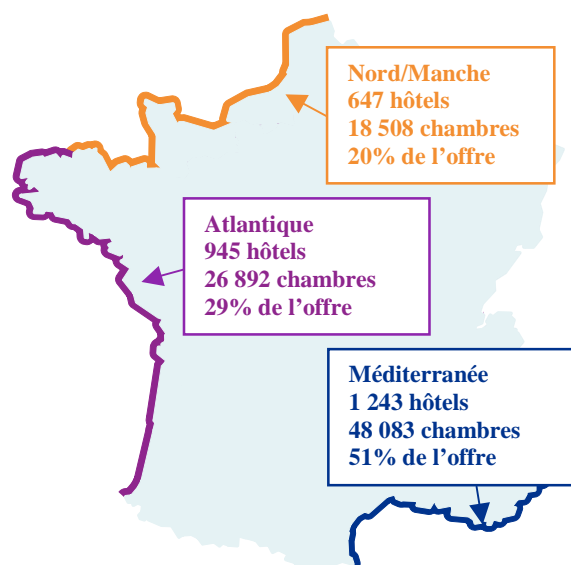 Nord/Manche
647 hôtels
18 508 chambres
20% de l’offre
Atlantique
945 hôtels
26 892 chambres
29% de l’offre
Méditerranée
1 243 hôtels
48 083 chambres
51% de l’offre